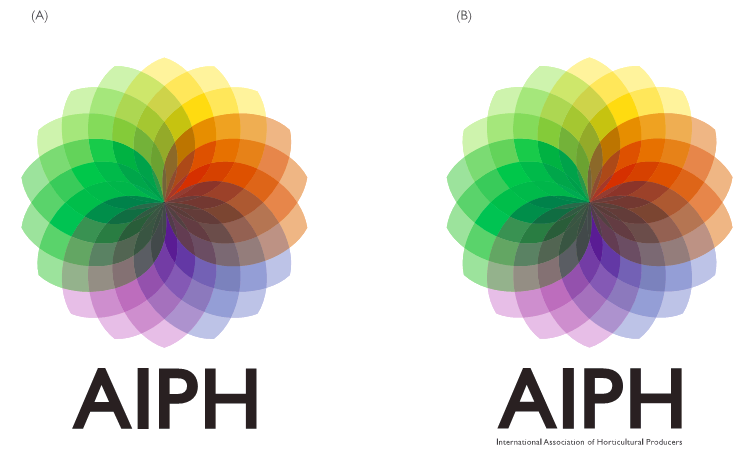 (A)
(B)
AIPH
AIPH
International Association of Horticultural Producers